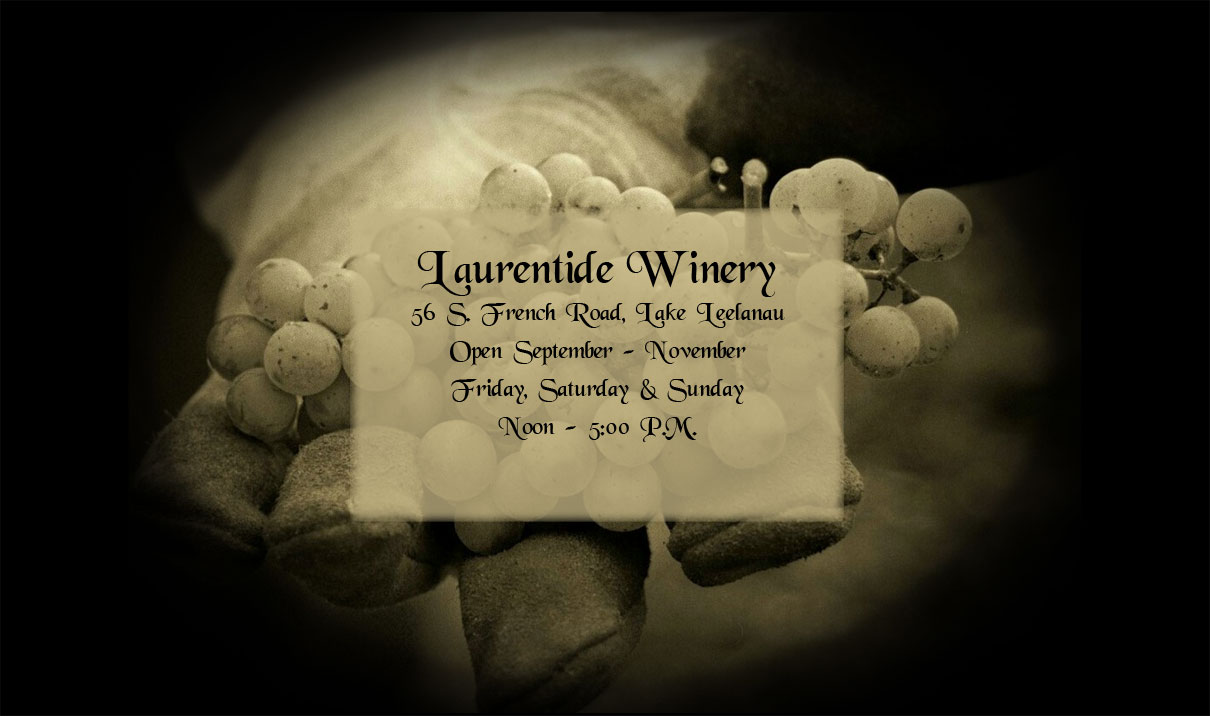 Laurentide Winery
56 S. French Road, Lake Leelanau
Open September - November
Friday, Saturday & Sunday
Noon - 5:00 P.M.